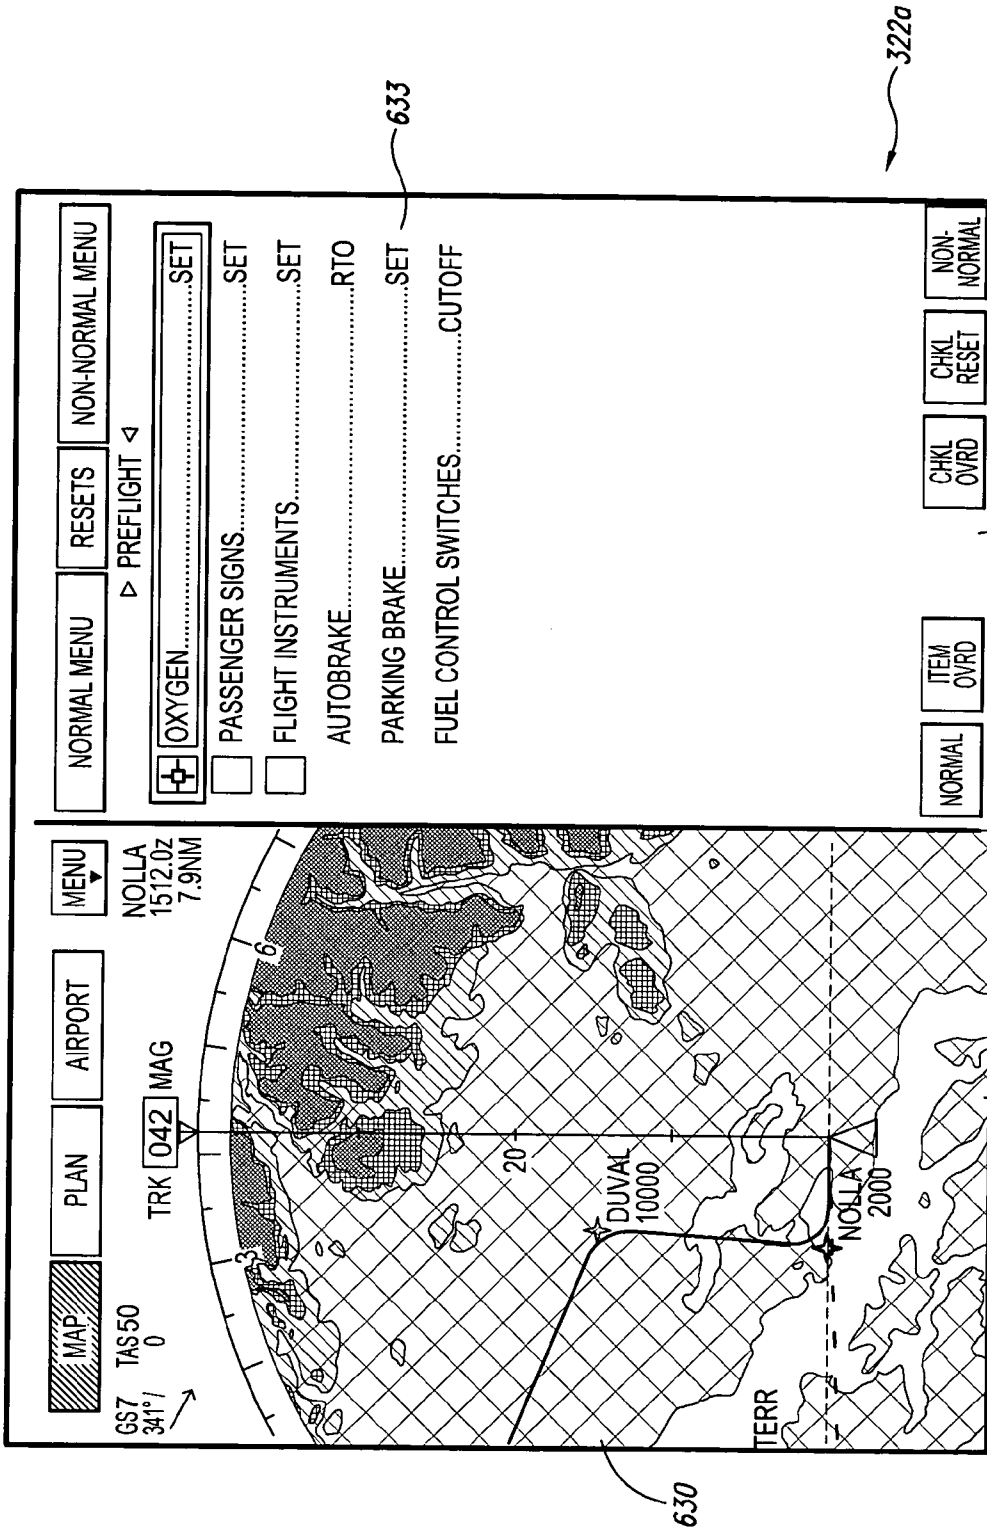 MAP
PLAN
AIRPORT
MENU
GS7 TAS50
341°/ 0
TRK 042 MAG
NOLLA
1512.0z
7.9NM
3
6
20
DUVAL
10000
NOLLA
2000
TERR
630
NORMAL MENU
RESETS
NON-NORMAL MENU
PREFLIGHT
OXYGEN....................SET
PASSENGER SIGNS....................SET
FLIGHT INSTRUMENTS....................SET
AUTOBRAKE....................RTO
PARKING BRAKE....................SET
FUEL CONTROL SWITCHES..........CUTOFF
633
NORMAL
ITEM
OVRD
CHKL
OVRD
CHKL
RESET
NON-
NORMAL
322a